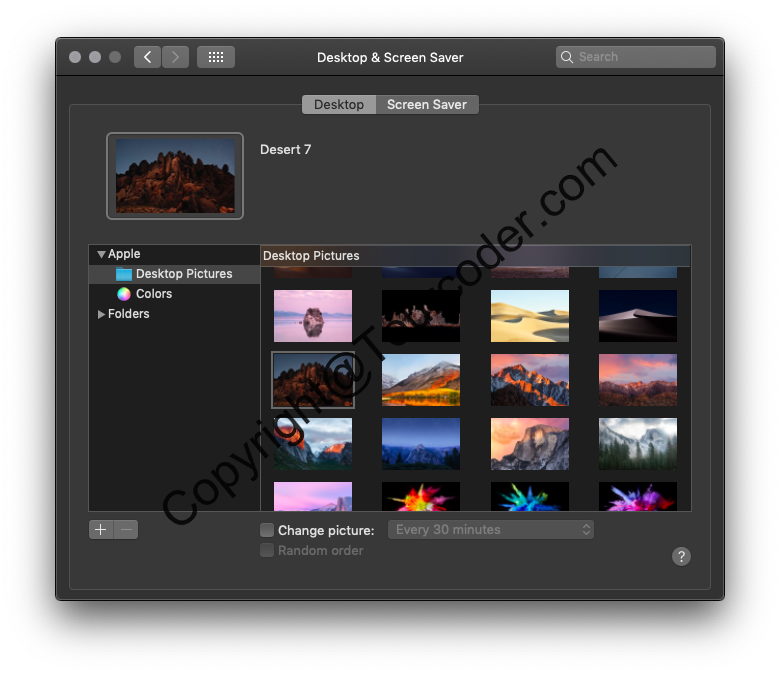 Desktop & Screen Saver
Search
Desktop
Screen Saver
Desert 7
Apple
Desktop Pictures
Colors
Folders
Desktop Pictures
Copyright@Tourcoder.com
Change picture:
Every 30 minutes
Random order
?